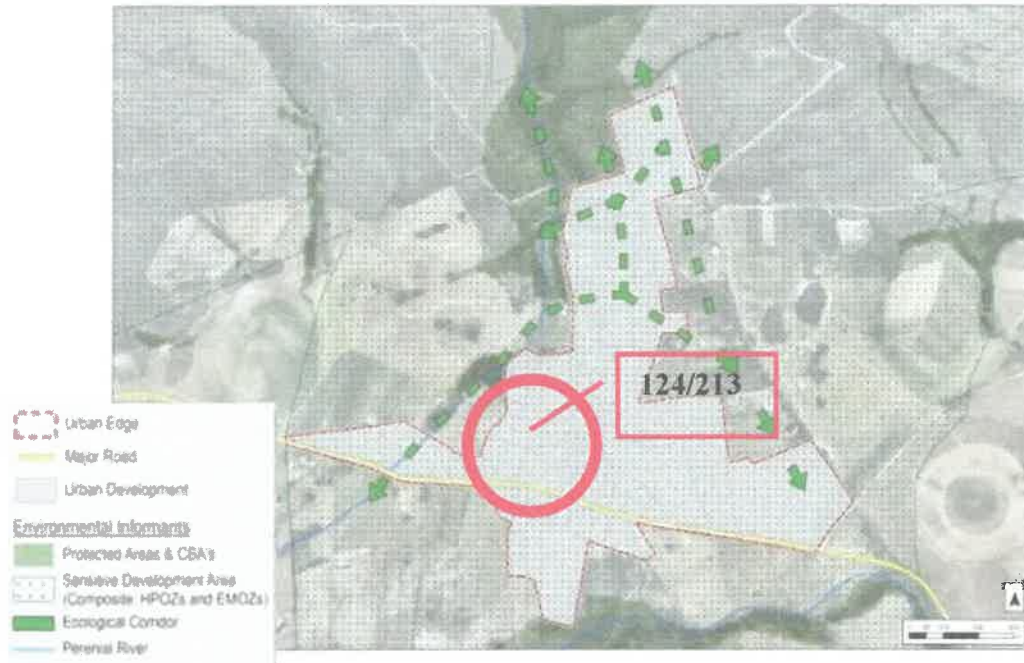 124/213
Urban Edge
Major Road
Urban Development
Environmental Informants
Protected Areas & CBA's
Sensitive Development Area
(Composite: HPOZs and EMOZs)
Ecological Corridor
Perenial River